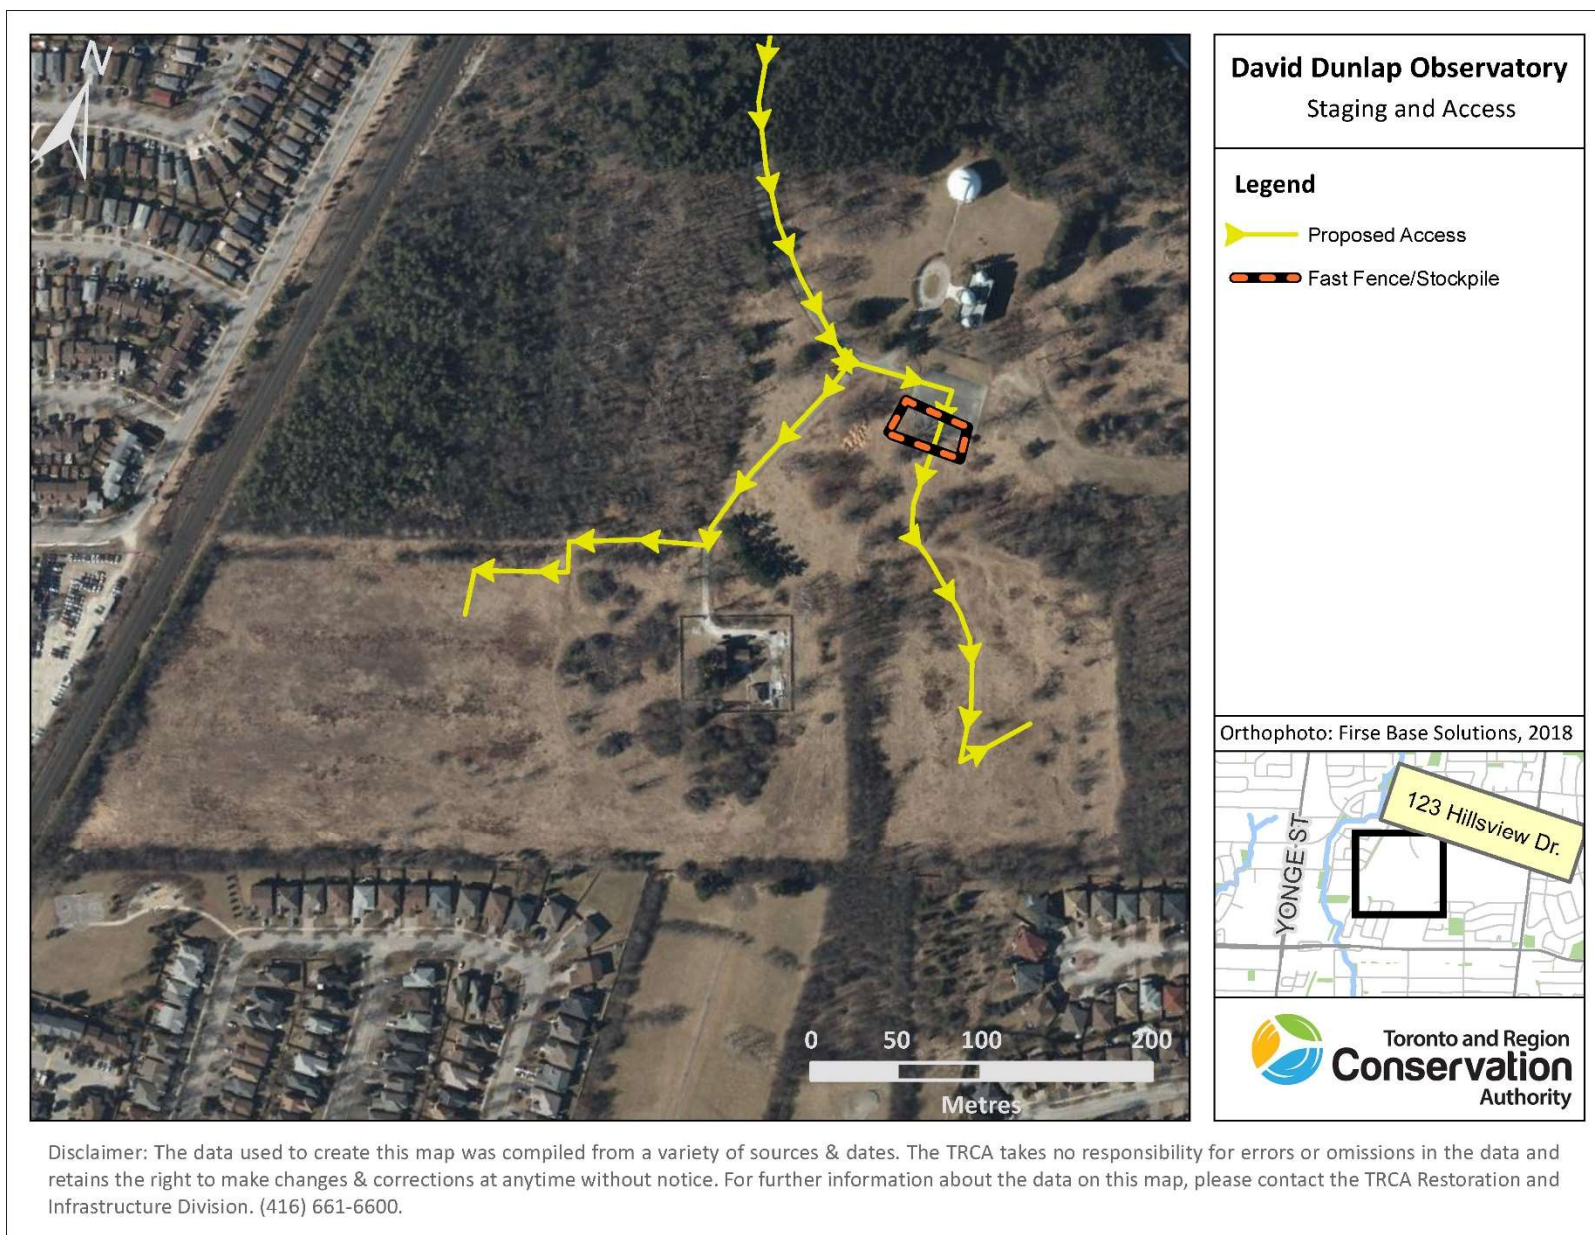 N
David Dunlap Observatory
Staging and Access
Legend
Proposed Access
Fast Fence/Stockpile
Orthophoto: Firse Base Solutions, 2018
123 Hillsview Dr.
YONGE ST
0 50 100 200
Metres
Toronto and Region
Conservation
Authority
Disclaimer: The data used to create this map was compiled from a variety of sources & dates. The TRCA takes no responsibility for errors or omissions in the data and
retains the right to make changes & corrections at anytime without notice. For further information about the data on this map, please contact the TRCA Restoration and
Infrastructure Division. (416) 661-6600.